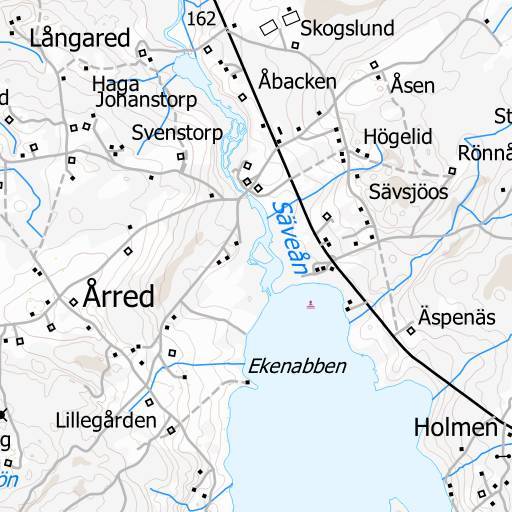 162
Skogslund
Långared
Haga
Åbacken
Åsen
Johanstorp
Svenstorp
Högelid
Rönnå
Sävsjöos
Säveån
Årred
Äspenäs
Ekenabben
Lillegården
Holmen